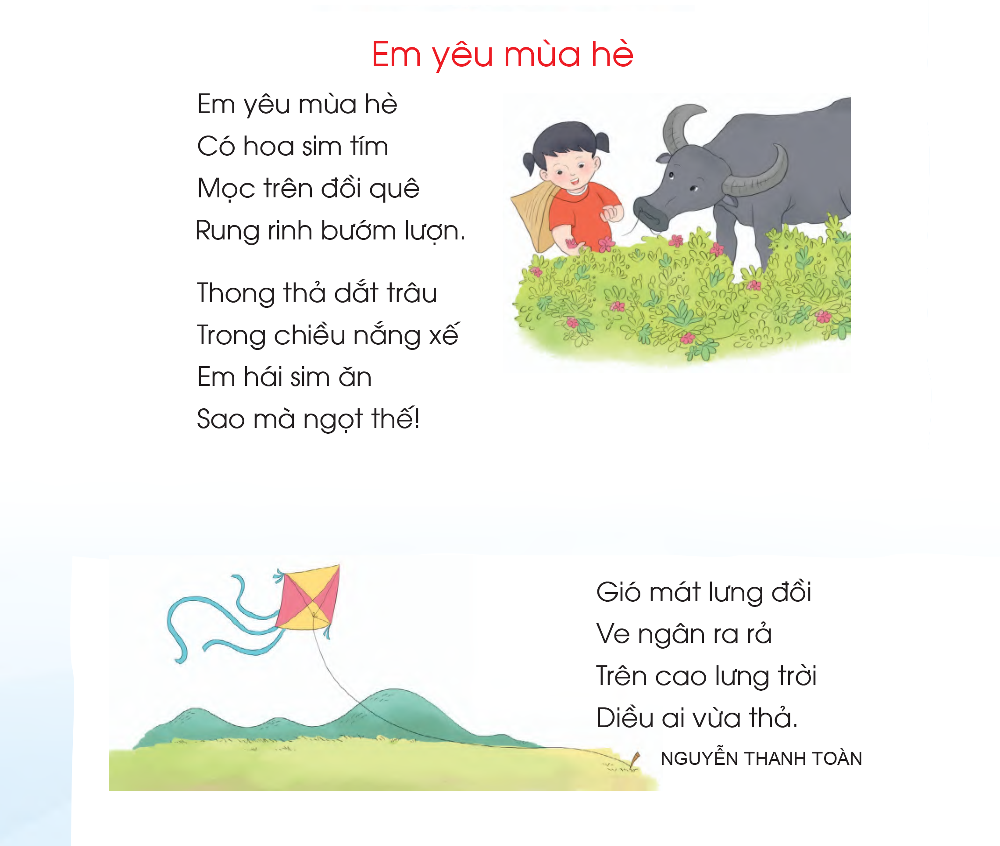 Em yêu mùa hè
Em yêu mùa hè
Có hoa sim tím
Mọc trên đồi quê
Rung rinh bướm lượn.
Thong thả dắt trâu
Trong chiều nắng xế
Em hái sim ăn
Sao mà ngọt thế!
Gió mát lưng đồi
Ve ngân ra rả
Trên cao lưng trời
Diều ai vừa thả.
NGUYỄN THANH TOÀN